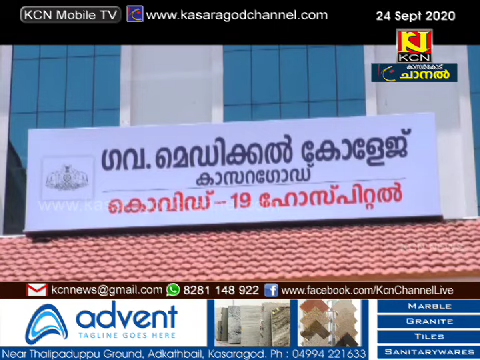 KCN Mobile TV www.kasaragodchannel.com 24 Sept 2020
KCN
കാസർകോട്
ചാനൽ
ഗവ. മെഡിക്കൽ കോളേജ്
കാസറഗോഡ്
കൊവിഡ് - 19 ഹോസ്പിറ്റൽ
kcnnews@gmail.com 8281 148 922 www.facebook.com/KcnChannelLive
advent
TAGLINE GOES HERE
MARBLE
GRANITE
TILES
SANITARYWARES
Near Thalipaduppu Ground, Adkathbail, Kasaragod. Ph : 04994 221633